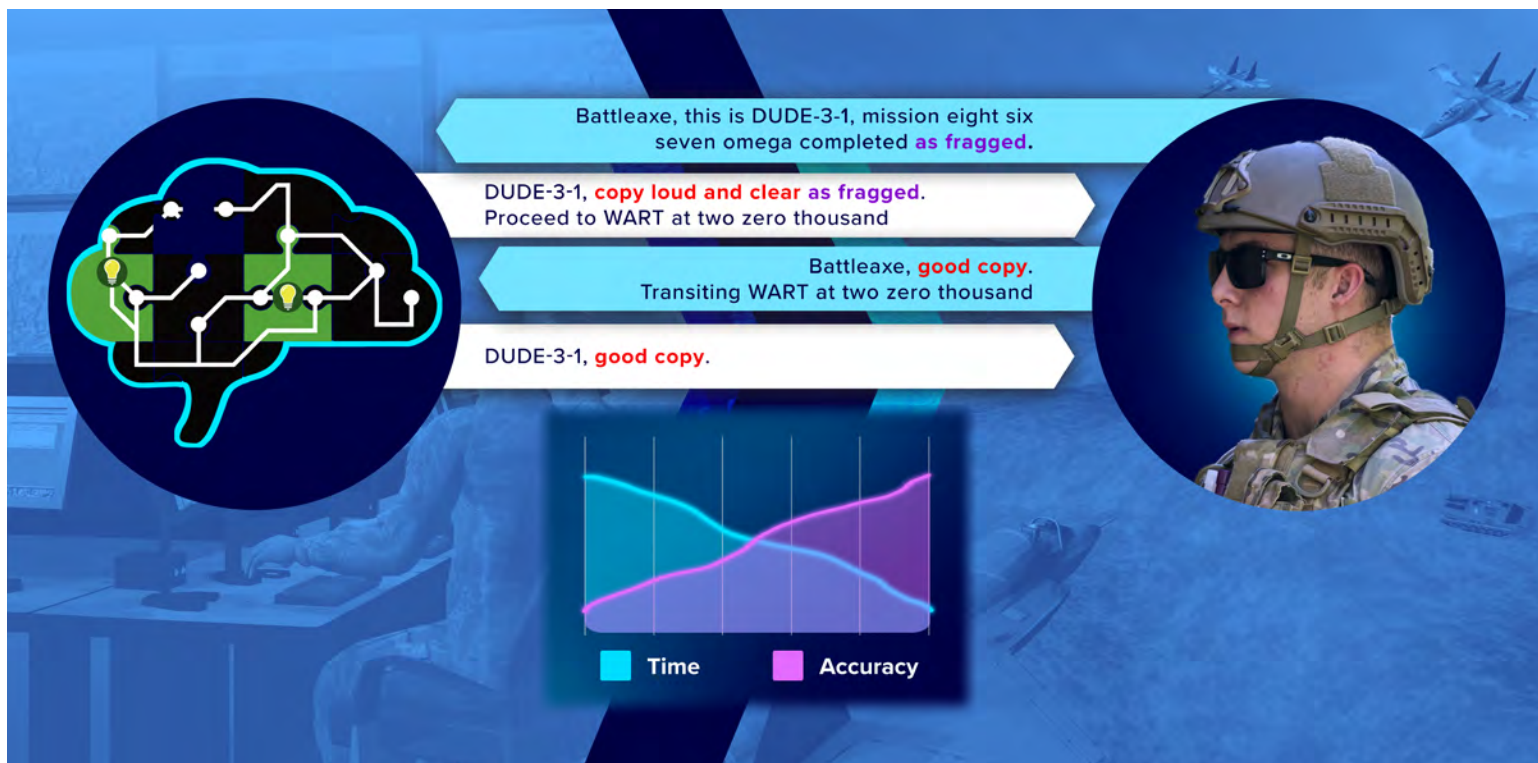 Battleaxe, this is DUDE-3-1, mission eight six
seven omega completed as fragged.
DUDE-3-1, copy loud and clear as fragged.
Proceed to WART at two zero thousand
Battleaxe, good copy.
Transiting WART at two zero thousand
DUDE-3-1, good copy.
Time
Accuracy